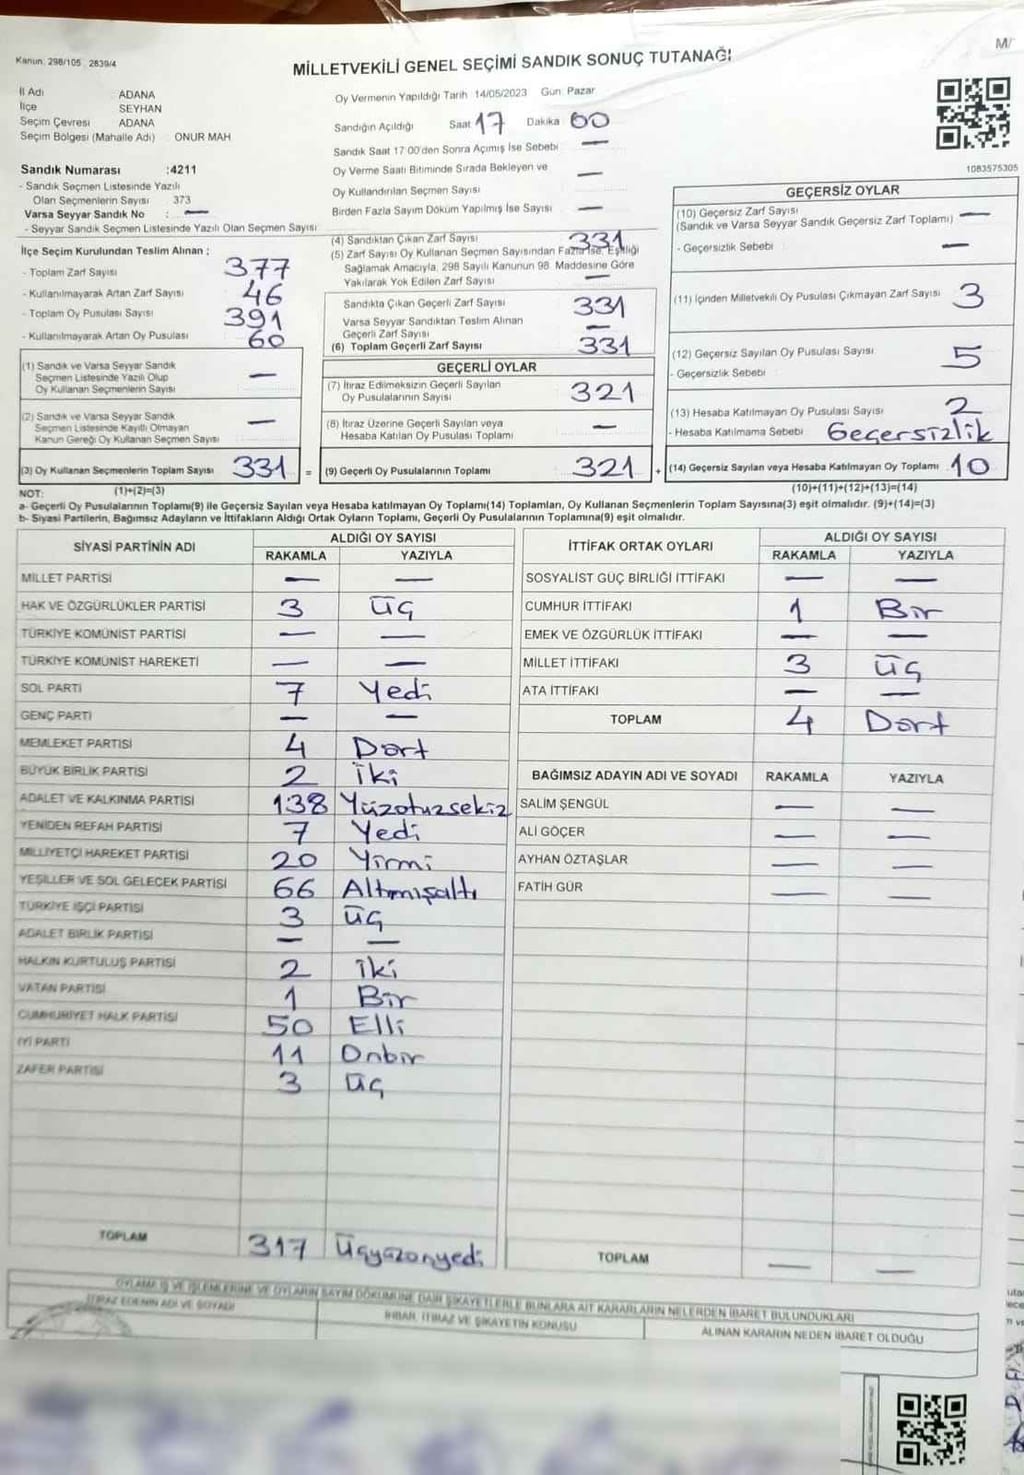 M/
Kanun: 298/105 2839/4
MİLLETVEKİLİ GENEL SEÇİMİ SANDIK SONUÇ TUTANAĞI
İl Adı ADANA
İlçe SEYHAN
Seçim Çevresi ADANA
Seçim Bölgesi (Mahalle Adı) ONUR MAH
Sandık Numarası :4211
- Sandık Seçmen Listesinde Yazılı
Olan Seçmenlerin Sayısı 373
Varsa Seyyar Sandık No : —
- Seyyar Sandık Seçmen Listesinde Yazılı Olan Seçmen Sayısı
Oy Vermenin Yapıldığı Tarih 14/05/2023 Gün: Pazar
Sandığın Açıldığı Saat 17 Dakika 00
Sandık Saat 17:00'den Sonra Açımış İse Sebebi —
Oy Verme Saati Bitiminde Sırada Bekleyen ve
Oy Kullandırılan Seçmen Sayısı —
Birden Fazla Sayım Döküm Yapılmış İse Sayısı —
1083575305
İlçe Seçim Kurulundan Teslim Alınan ;
- Toplam Zarf Sayısı 377
- Kullanılmayarak Artan Zarf Sayısı 46
- Toplam Oy Pusulası Sayısı 391
- Kullanılmayarak Artan Oy Pusulası 60
(1) Sandık ve Varsa Seyyar Sandık
Seçmen Listesinde Yazılı Olup
Oy Kullanan Seçmenlerin Sayısı —
(2) Sandık ve Varsa Seyyar Sandık
Seçmen Listesinde Kayıtlı Olmayan
Kanun Gereği Oy Kullanan Seçmen Sayısı —
(3) Oy Kullanan Seçmenlerin Toplam Sayısı 331 =
(1)+(2)=(3)
(4) Sandıktan Çıkan Zarf Sayısı 331
(5) Zarf Sayısı Oy Kullanan Seçmen Sayısından Fazla İse, Eşitliği
Sağlamak Amacıyla, 298 Sayılı Kanunun 98. Maddesine Göre
Yakılarak Yok Edilen Zarf Sayısı —
Sandıkta Çıkan Geçerli Zarf Sayısı 331
Varsa Seyyar Sandıktan Teslim Alınan
Geçerli Zarf Sayısı —
(6) Toplam Geçerli Zarf Sayısı 331
GEÇERLİ OYLAR
(7) İtiraz Edilmeksizin Geçerli Sayılan
Oy Pusulalarının Sayısı 321
(8) İtiraz Üzerine Geçerli Sayılan veya
Hesaba Katılan Oy Pusulası Toplamı —
(9) Geçerli Oy Pusulalarının Toplamı 321 +
GEÇERSİZ OYLAR
(10) Geçersiz Zarf Sayısı —
(Sandık ve Varsa Seyyar Sandık Geçersiz Zarf Toplamı)
- Geçersizlik Sebebi —
(11) İçinden Milletvekili Oy Pusulası Çıkmayan Zarf Sayısı 3
(12) Geçersiz Sayılan Oy Pusulası Sayısı 5
- Geçersizlik Sebebi
(13) Hesaba Katılmayan Oy Pusulası Sayısı 2
- Hesaba Katılmama Sebebi Geçersizlik
(14) Geçersiz Sayılan veya Hesaba Katılmayan Oy Toplamı 10
(10)+(11)+(12)+(13)=(14)
NOT:
a- Geçerli Oy Pusulalarının Toplamı(9) ile Geçersiz Sayılan veya Hesaba katılmayan Oy Toplamı(14) Toplamları, Oy Kullanan Seçmenlerin Toplam Sayısına(3) eşit olmalıdır. (9)+(14)=(3)
b- Siyasi Partilerin, Bağımsız Adayların ve İttifakların Aldığı Ortak Oyların Toplamı, Geçerli Oy Pusulalarının Toplamına(9) eşit olmalıdır.
SİYASİ PARTİNİN ADI ALDIĞI OY SAYISI
RAKAMLA YAZIYLA
MİLLET PARTİSİ — —
HAK VE ÖZGÜRLÜKLER PARTİSİ 3 Üç
TÜRKİYE KOMÜNİST PARTİSİ — —
TÜRKİYE KOMÜNİST HAREKETİ — —
SOL PARTİ 7 Yedi
GENÇ PARTİ — —
MEMLEKET PARTİSİ 4 Dört
BÜYÜK BİRLİK PARTİSİ 2 İki
ADALET VE KALKINMA PARTİSİ 138 Yüzotuzsekiz
YENİDEN REFAH PARTİSİ 7 Yedi
MİLLİYETÇİ HAREKET PARTİSİ 20 Yirmi
YEŞİLLER VE SOL GELECEK PARTİSİ 66 Altmışaltı
TÜRKİYE İŞÇİ PARTİSİ 3 Üç
ADALET BİRLİK PARTİSİ — —
HALKIN KURTULUŞ PARTİSİ 2 İki
VATAN PARTİSİ 1 Bir
CUMHURİYET HALK PARTİSİ 50 Elli
İYİ PARTİ 11 Onbir
ZAFER PARTİSİ 3 Üç
TOPLAM 317 Üçyüzonyedi
İTTİFAK ORTAK OYLARI ALDIĞI OY SAYISI
RAKAMLA YAZIYLA
SOSYALİST GÜÇ BİRLİĞİ İTTİFAKI — —
CUMHUR İTTİFAKI 1 Bir
EMEK VE ÖZGÜRLÜK İTTİFAKI — —
MİLLET İTTİFAKI 3 Üç
ATA İTTİFAKI — —
TOPLAM 4 Dört
BAĞIMSIZ ADAYIN ADI VE SOYADI RAKAMLA YAZIYLA
SALİM ŞENGÜL — —
ALİ GÖÇER — —
AYHAN ÖZTAŞLAR — —
FATİH GÜR — —
TOPLAM — —
OYLAMA İŞ VE İŞLEMLERİNE VE OYLARIN SAYIM DÖKÜMÜNE DAİR ŞİKAYETLERLE BUNLARA AİT KARARLARIN NELERDEN İBARET BULUNDUKLARI
İTİRAZ EDENİN ADI VE SOYADI
İHBAR, İTİRAZ VE ŞİKAYETİN KONUSU
ALINAN KARARIN NEDEN İBARET OLDUĞU